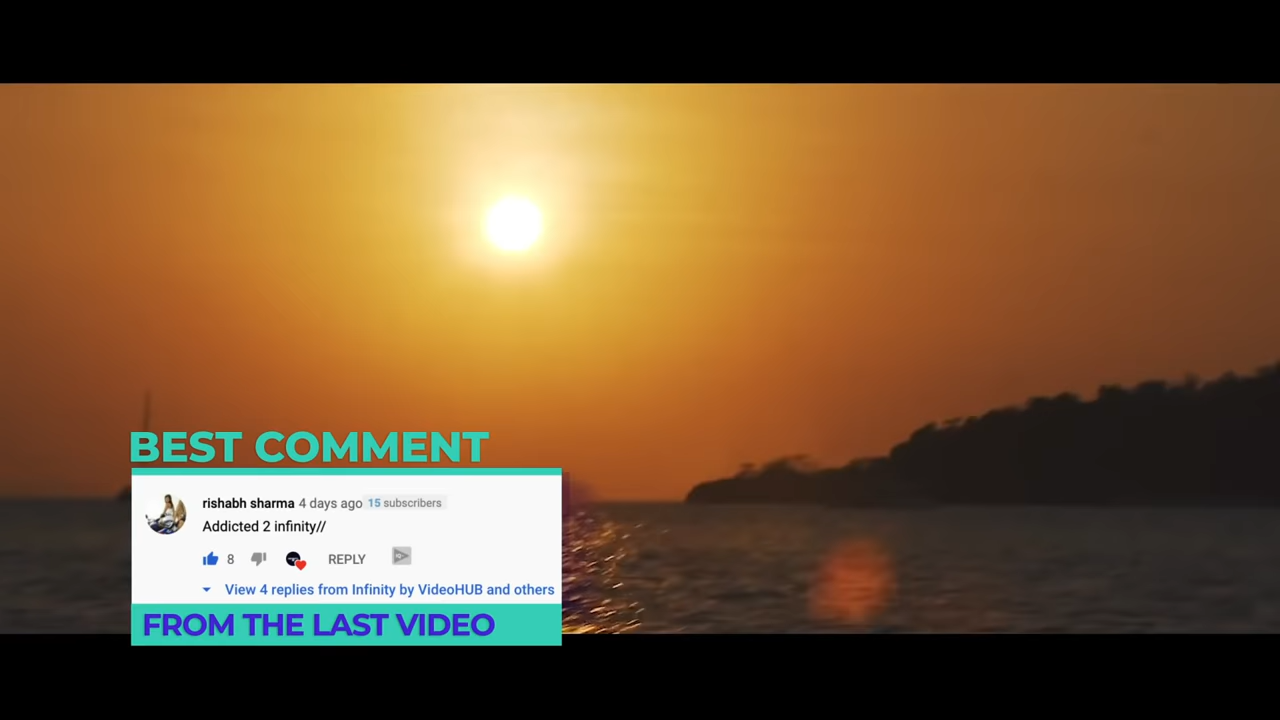 BEST COMMENT
rishabh sharma 4 days ago 15 subscribers
Addicted 2 infinity//
8 REPLY
View 4 replies from Infinity by VideoHUB and others
FROM THE LAST VIDEO